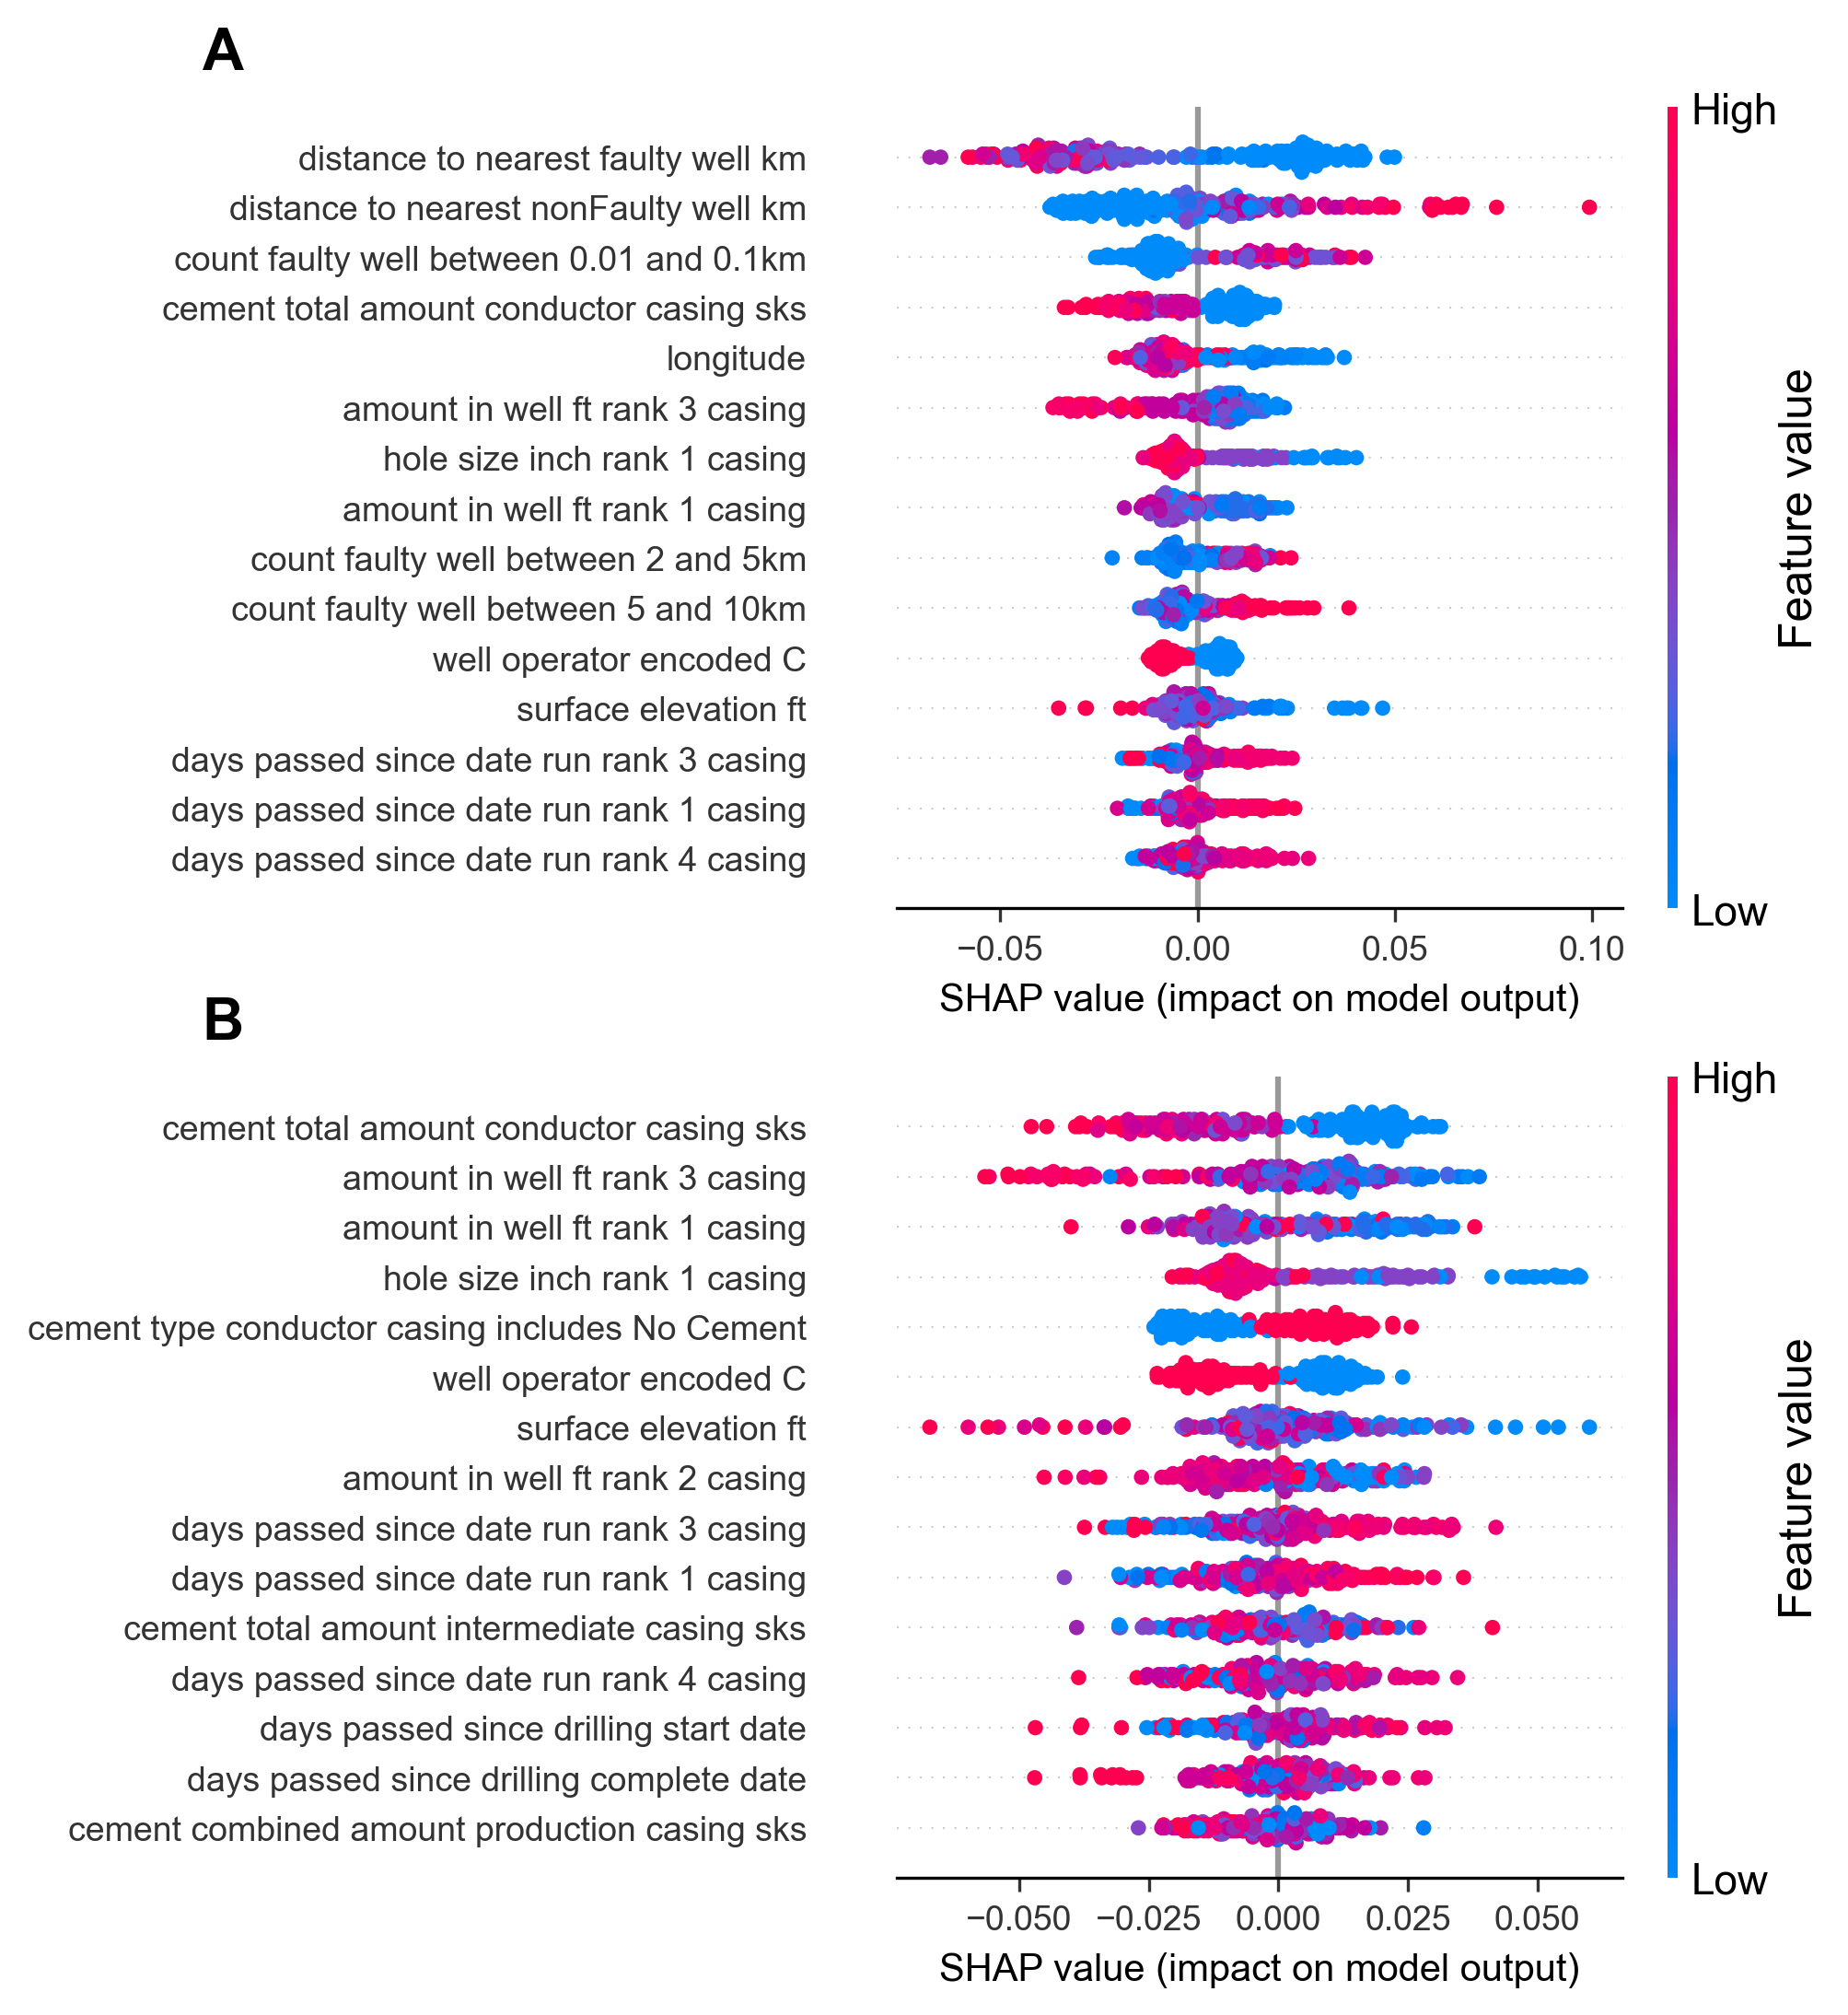 A
High
distance to nearest faulty well km
distance to nearest nonFaulty well km
count faulty well between 0.01 and 0.1km
cement total amount conductor casing sks
longitude
amount in well ft rank 3 casing
hole size inch rank 1 casing
amount in well ft rank 1 casing
count faulty well between 2 and 5km
count faulty well between 5 and 10km
well operator encoded C
surface elevation ft
days passed since date run rank 3 casing
days passed since date run rank 1 casing
days passed since date run rank 4 casing
Feature value
Low
−0.05 0.00 0.05 0.10
SHAP value (impact on model output)
B
High
cement total amount conductor casing sks
amount in well ft rank 3 casing
amount in well ft rank 1 casing
hole size inch rank 1 casing
cement type conductor casing includes No Cement
well operator encoded C
surface elevation ft
amount in well ft rank 2 casing
days passed since date run rank 3 casing
days passed since date run rank 1 casing
cement total amount intermediate casing sks
days passed since date run rank 4 casing
days passed since drilling start date
days passed since drilling complete date
cement combined amount production casing sks
Feature value
Low
−0.050 −0.025 0.000 0.025 0.050
SHAP value (impact on model output)